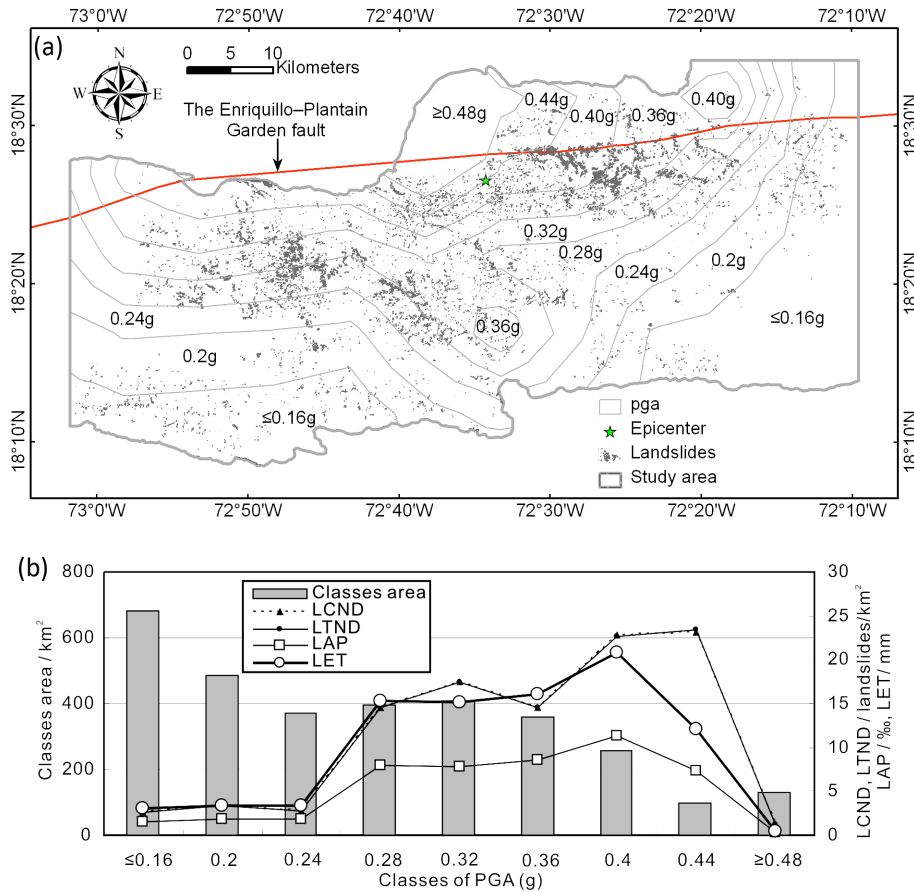 73°0'W 72°50'W 72°40'W 72°30'W 72°20'W 72°10'W
(a)
N
W E
S
0 5 10
Kilometers
The Enriquillo–Plantain
Garden fault
18°30'N
18°20'N
18°10'N
18°30'N
18°20'N
18°10'N
≥0.48g
0.44g
0.40g
0.36g
0.40g
0.32g
0.28g
0.24g
0.2g
≤0.16g
0.36g
0.24g
0.2g
≤0.16g
pga
Epicenter
Landslides
Study area
73°0'W 72°50'W 72°40'W 72°30'W 72°20'W 72°10'W
(b)
Classes area / km²
800
600
400
200
0
Classes area
LCND
LTND
LAP
LET
30
25
20
15
10
5
0
LCND, LTND / landslides/km²
LAP / ‰, LET/ mm
≤0.16 0.2 0.24 0.28 0.32 0.36 0.4 0.44 ≥0.48
Classes of PGA (g)